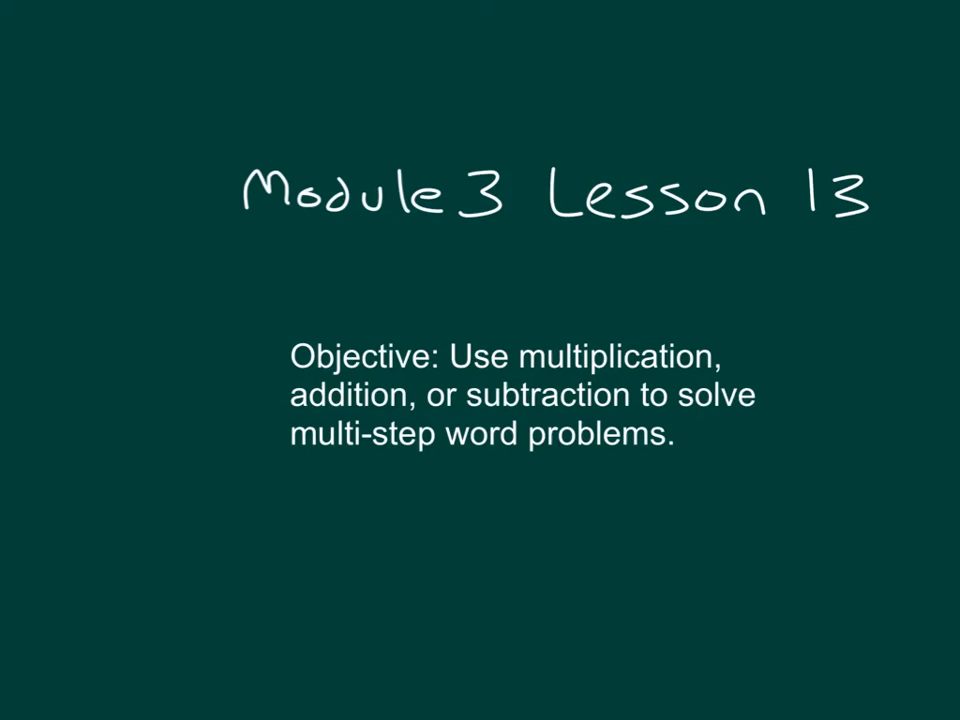 Module 3 Lesson 13
Objective: Use multiplication,
addition, or subtraction to solve
multi-step word problems.